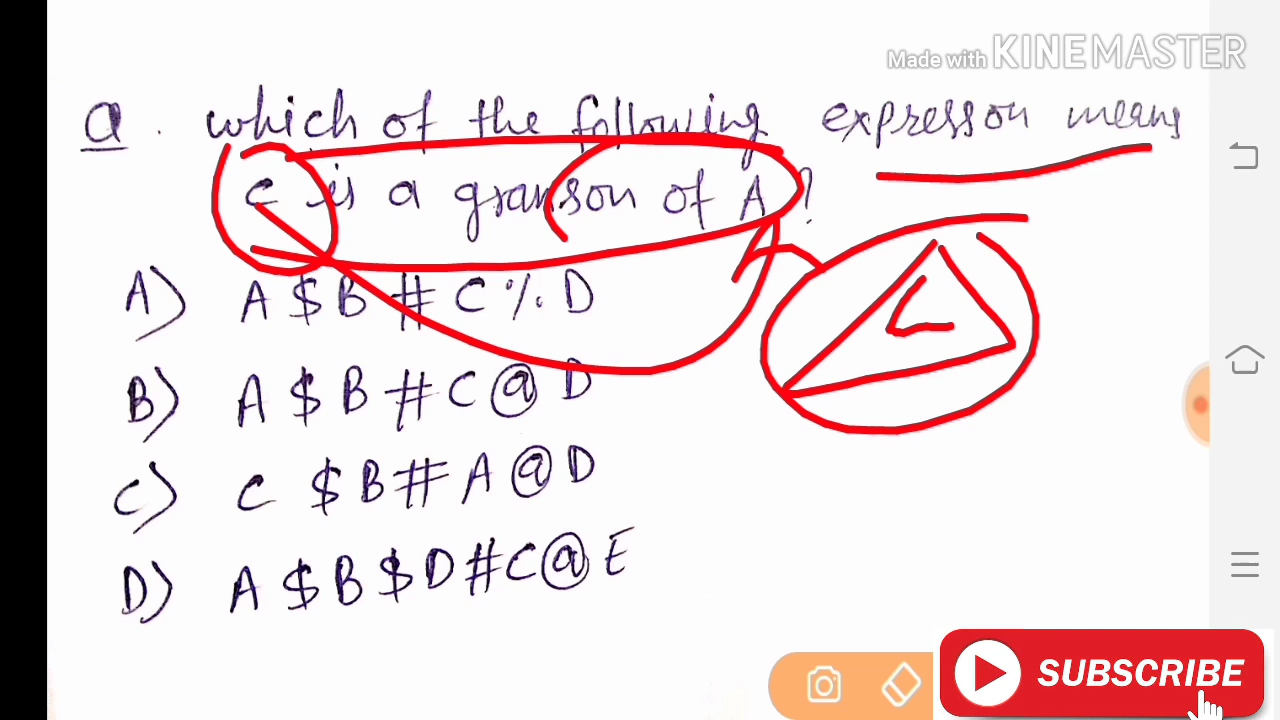 Made with KINEMASTER
Q. which of the following expresson means
C is a granson of A?
A) A $ B # C % D
B) A $ B # C @ D
C) C $ B # A @ D
D) A $ B $ D # C @ E
C
SUBSCRIBE